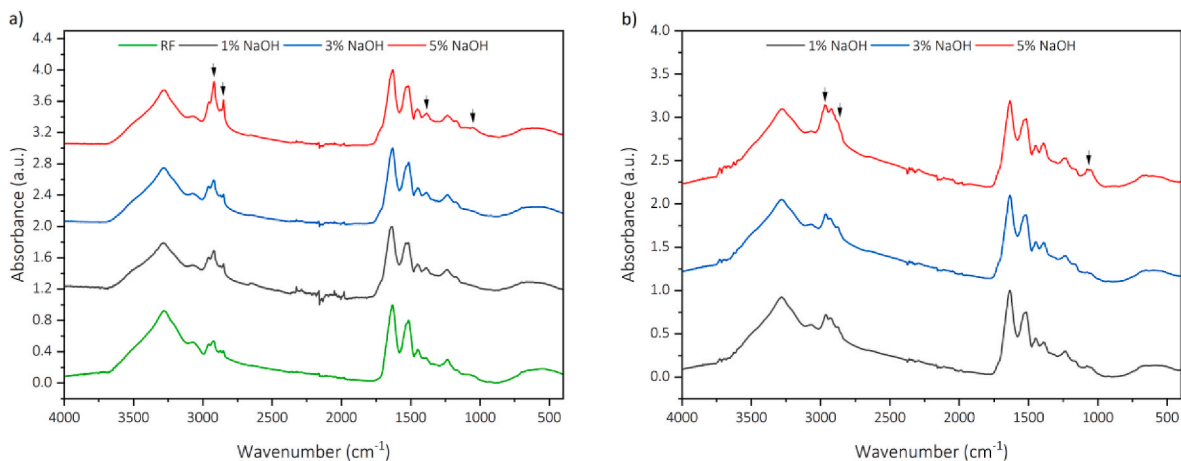 a)
RF 1% NaOH 3% NaOH 5% NaOH
4.4
4.0
3.6
3.2
2.8
2.4
2.0
1.6
1.2
0.8
0.4
0.0
Absorbance (a.u.)
4000 3500 3000 2500 2000 1500 1000 500
Wavenumber (cm⁻¹)
b)
1% NaOH 3% NaOH 5% NaOH
4.0
3.5
3.0
2.5
2.0
1.5
1.0
0.5
0.0
Absorbance (a.u.)
4000 3500 3000 2500 2000 1500 1000 500
Wavenumber (cm⁻¹)